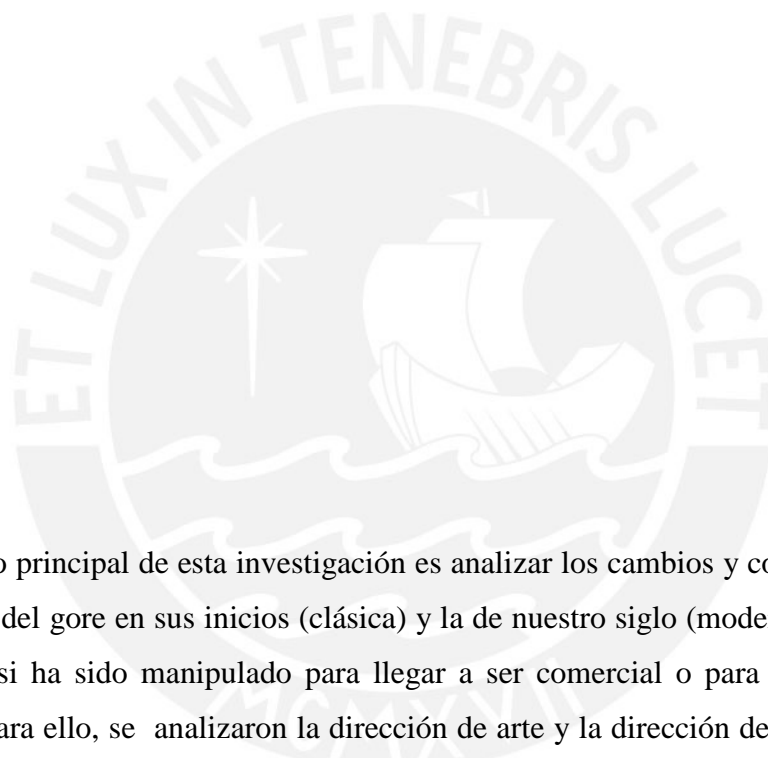 ET LUX IN TENEBRIS LUCET
o principal de esta investigación es analizar los cambios y co
del gore en sus inicios (clásica) y la de nuestro siglo (mode
si ha sido manipulado para llegar a ser comercial o para
ara ello, se analizaron la dirección de arte y la dirección de
MCMXVII